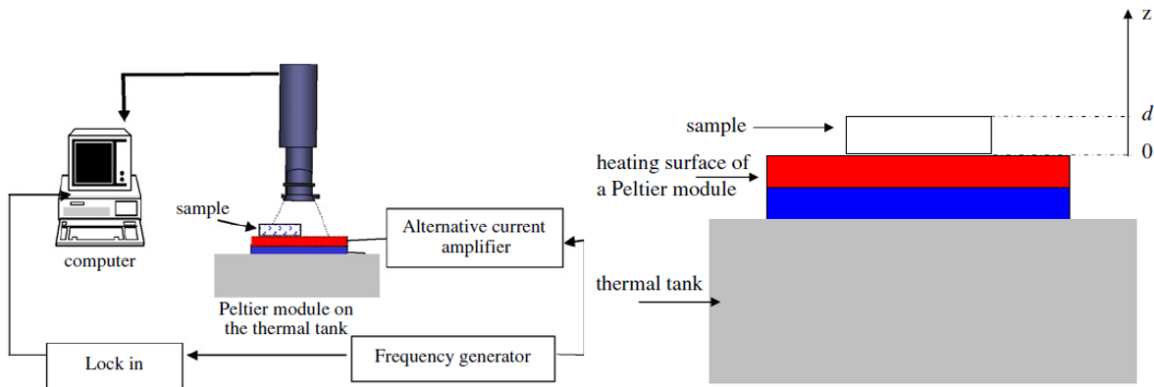 sample
computer
Alternative current
amplifier
Peltier module on
the thermal tank
Lock in
Frequency generator
z
sample
d
0
heating surface of
a Peltier module
thermal tank